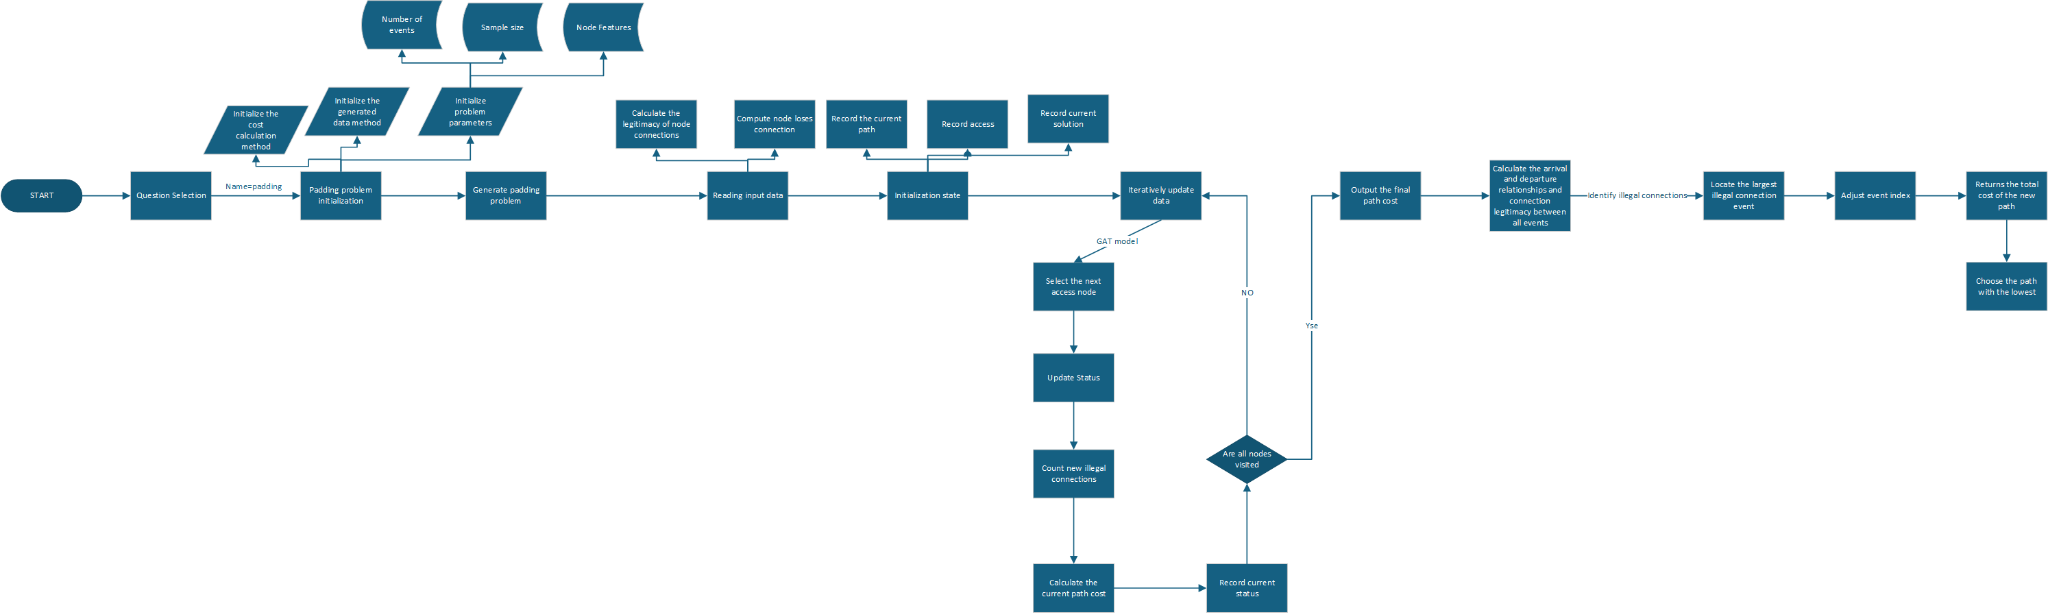 Number of
events
Sample size
Node Features
Initialize the
cost
calculation
method
Initialize the
generated
data method
Initialize
problem
parameters
Calculate the
legitimacy of node
connections
Compute node loses
connection
Record the current
path
Record access
Record current
solution
START
Question Selection
Name=padding
Padding problem
initialization
Generate padding
problem
Reading input data
Initialization state
Iteratively update
data
Output the final
path cost
Calculate the arrival
and departure
relationships and
connection
legitimacy between
all events
Identify illegal connections
Locate the largest
illegal connection
event
Adjust event index
Returns the total
cost of the new
path
GAT model
Select the next
access node
NO
Yse
Choose the path
with the lowest
Update Status
Count new illegal
connections
Are all nodes
visited
Calculate the
current path cost
Record current
status